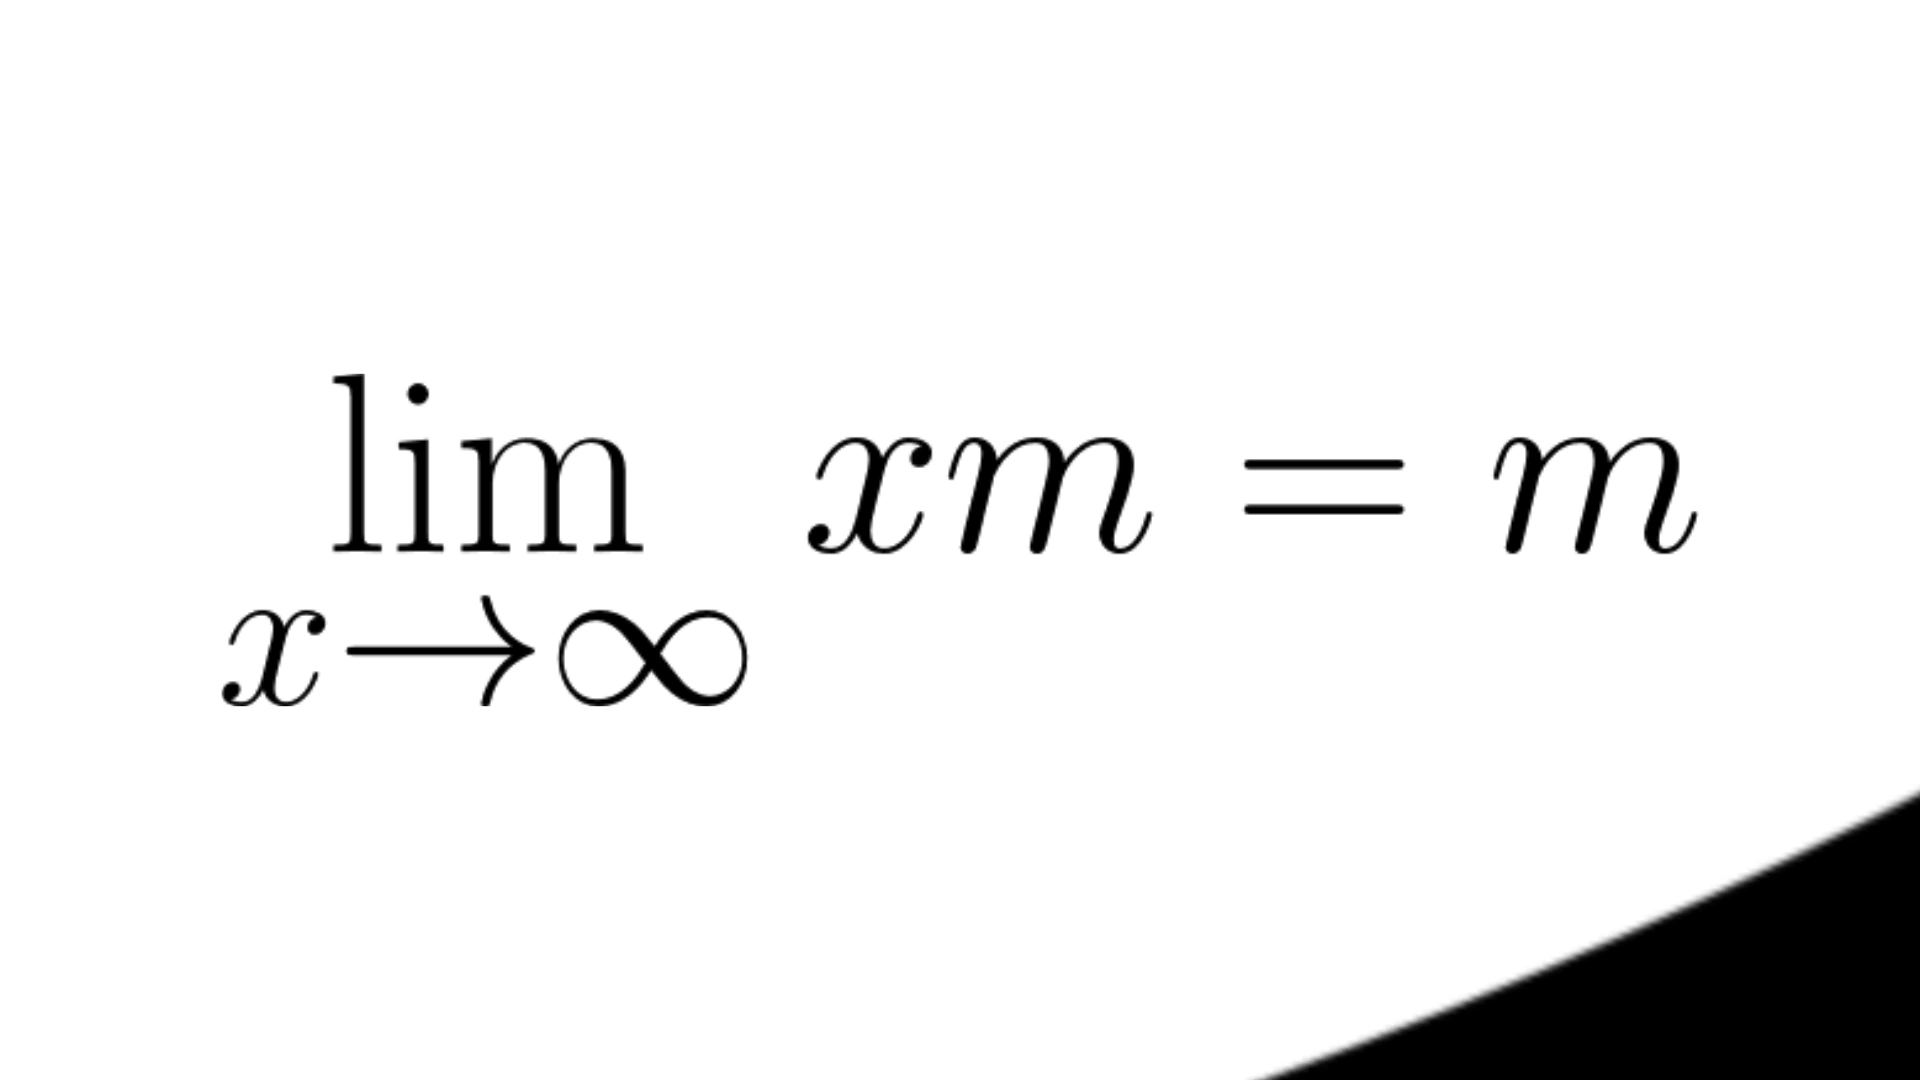 lim xm = m
x→∞